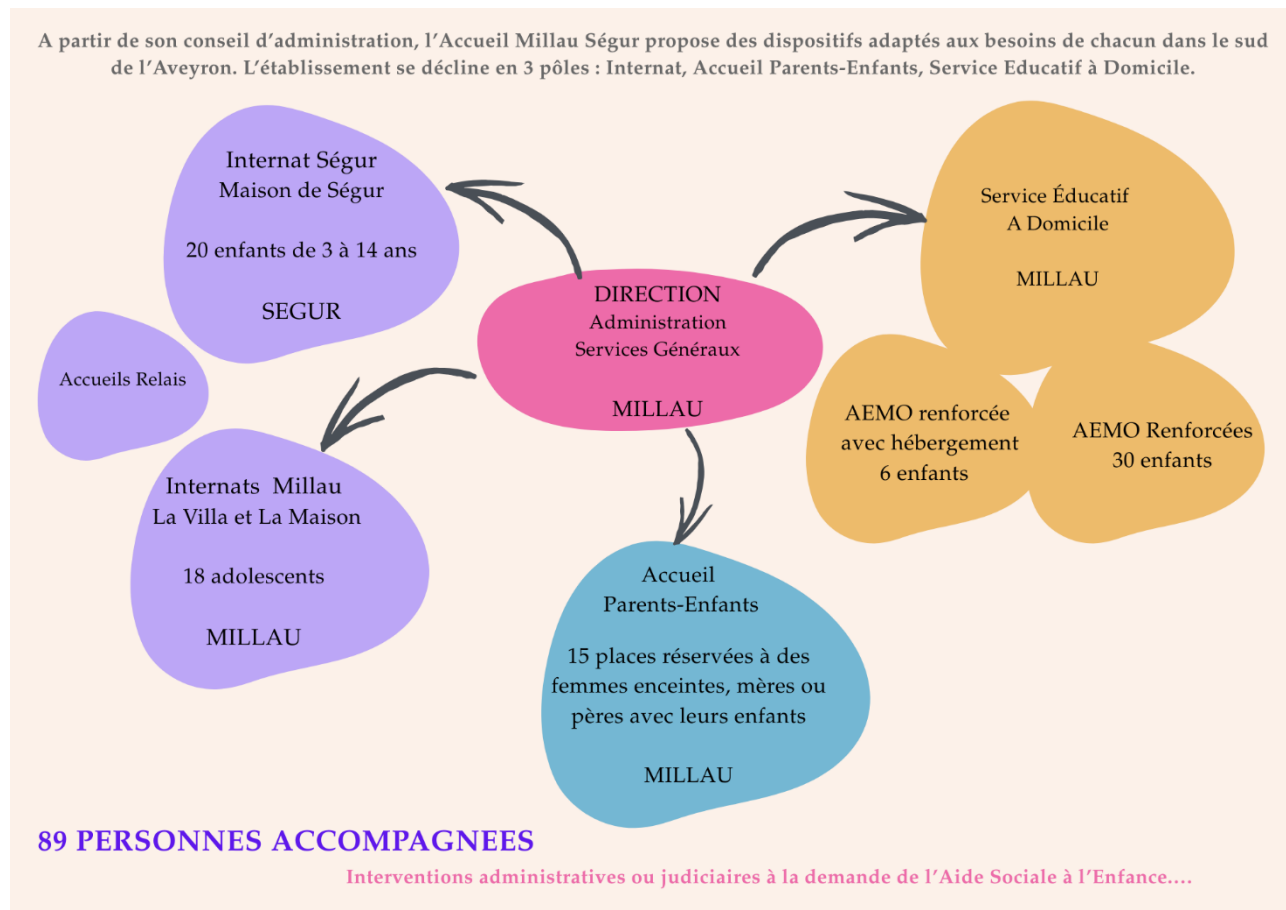 A partir de son conseil d'administration, l'Accueil Millau Ségur propose des dispositifs adaptés aux besoins de chacun dans le sud
de l'Aveyron. L'établissement se décline en 3 pôles : Internat, Accueil Parents-Enfants, Service Educatif à Domicile.
Internat Ségur
Maison de Ségur
20 enfants de 3 à 14 ans
SEGUR
Service Éducatif
A Domicile
MILLAU
DIRECTION
Administration
Services Généraux
MILLAU
Accueils Relais
AEMO renforcée
avec hébergement
6 enfants
AEMO Renforcées
30 enfants
Internats Millau
La Villa et La Maison
18 adolescents
MILLAU
Accueil
Parents-Enfants
15 places réservées à des
femmes enceintes, mères ou
pères avec leurs enfants
MILLAU
89 PERSONNES ACCOMPAGNEES
Interventions administratives ou judiciaires à la demande de l'Aide Sociale à l'Enfance....